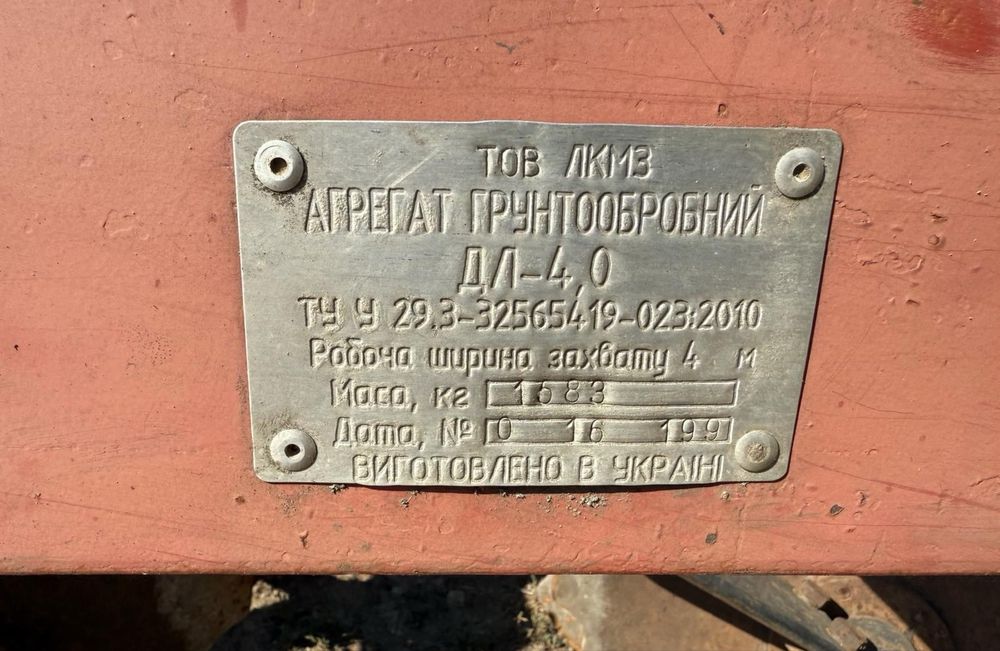 ТОВ ЛКМЗ
АГРЕГАТ ГРУНТООБРОБНИЙ
ДЛ-4,0
ТУ У 29.3-32565419-023:2010
Робоча ширина захвату 4 м
Маса, кг 1583
Дата, № 0 16 199
ВИГОТОВЛЕНО В УКРАЇНІ